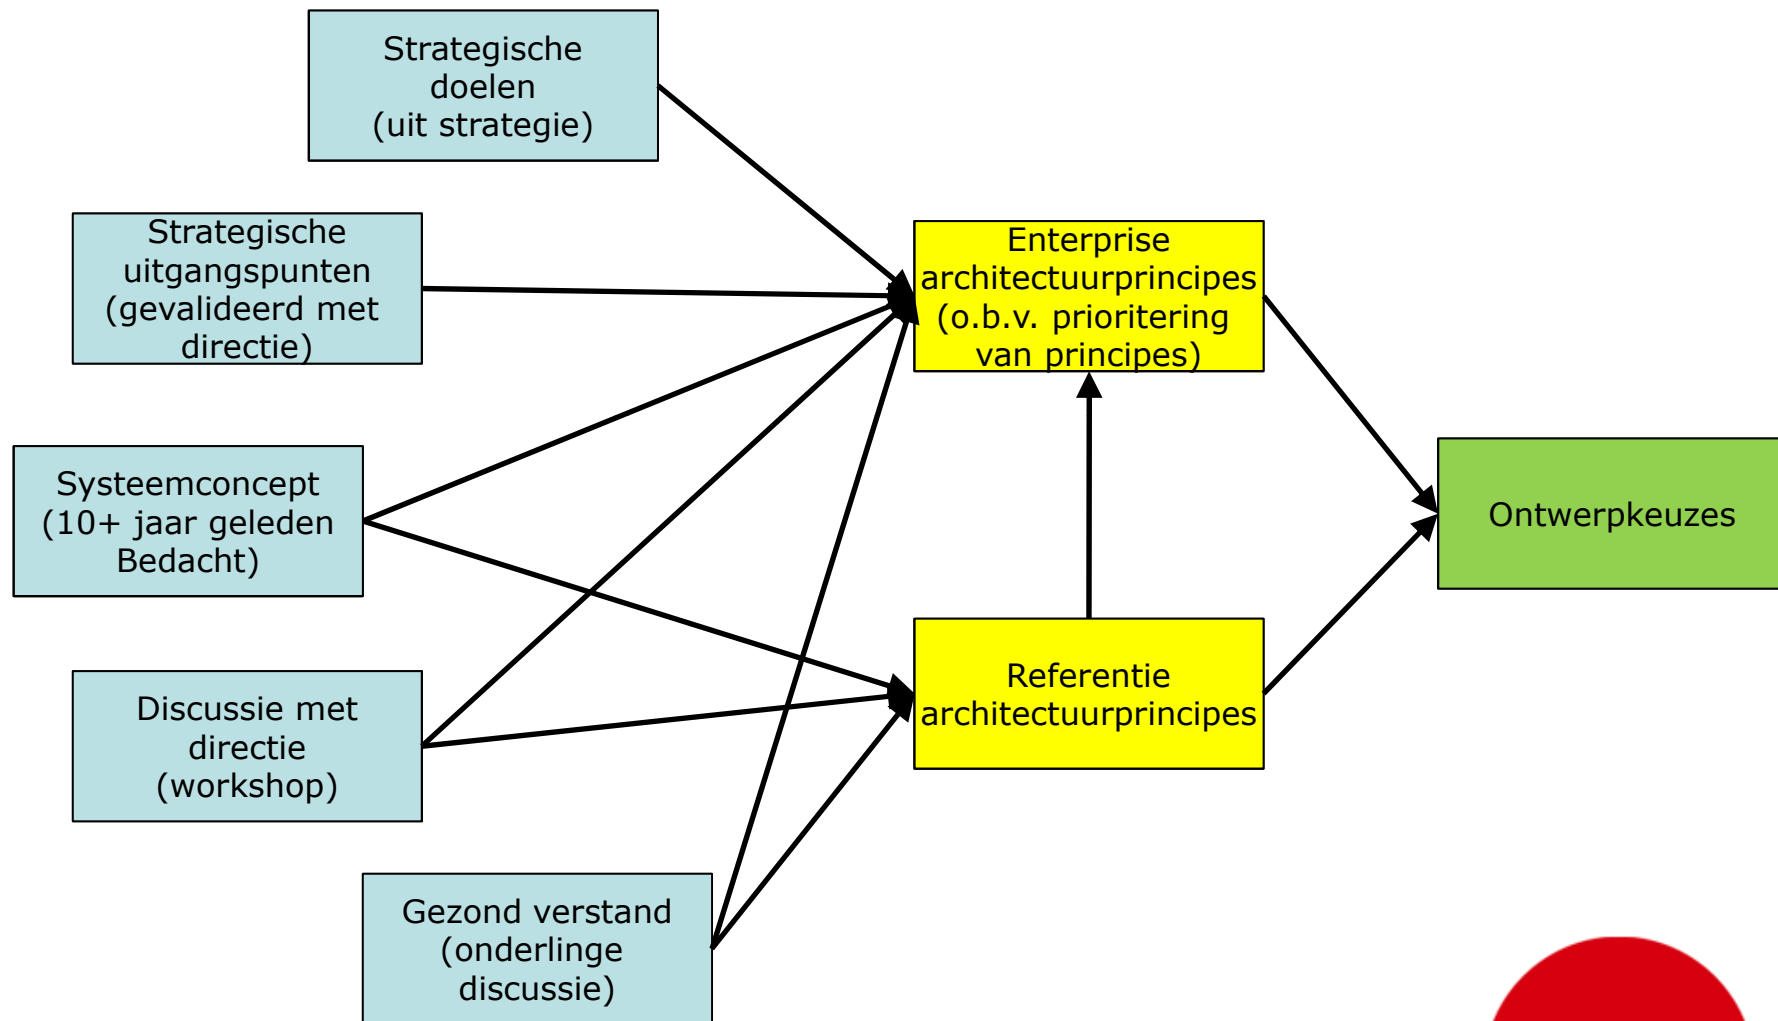 Strategische
doelen
(uit strategie)
Strategische
uitgangspunten
(gevalideerd met
directie)
Enterprise
architectuurprincipes
(o.b.v. prioritering
van principes)
Systeemconcept
(10+ jaar geleden
Bedacht)
Ontwerpkeuzes
Discussie met
directie
(workshop)
Referentie
architectuurprincipes
Gezond verstand
(onderlinge
discussie)